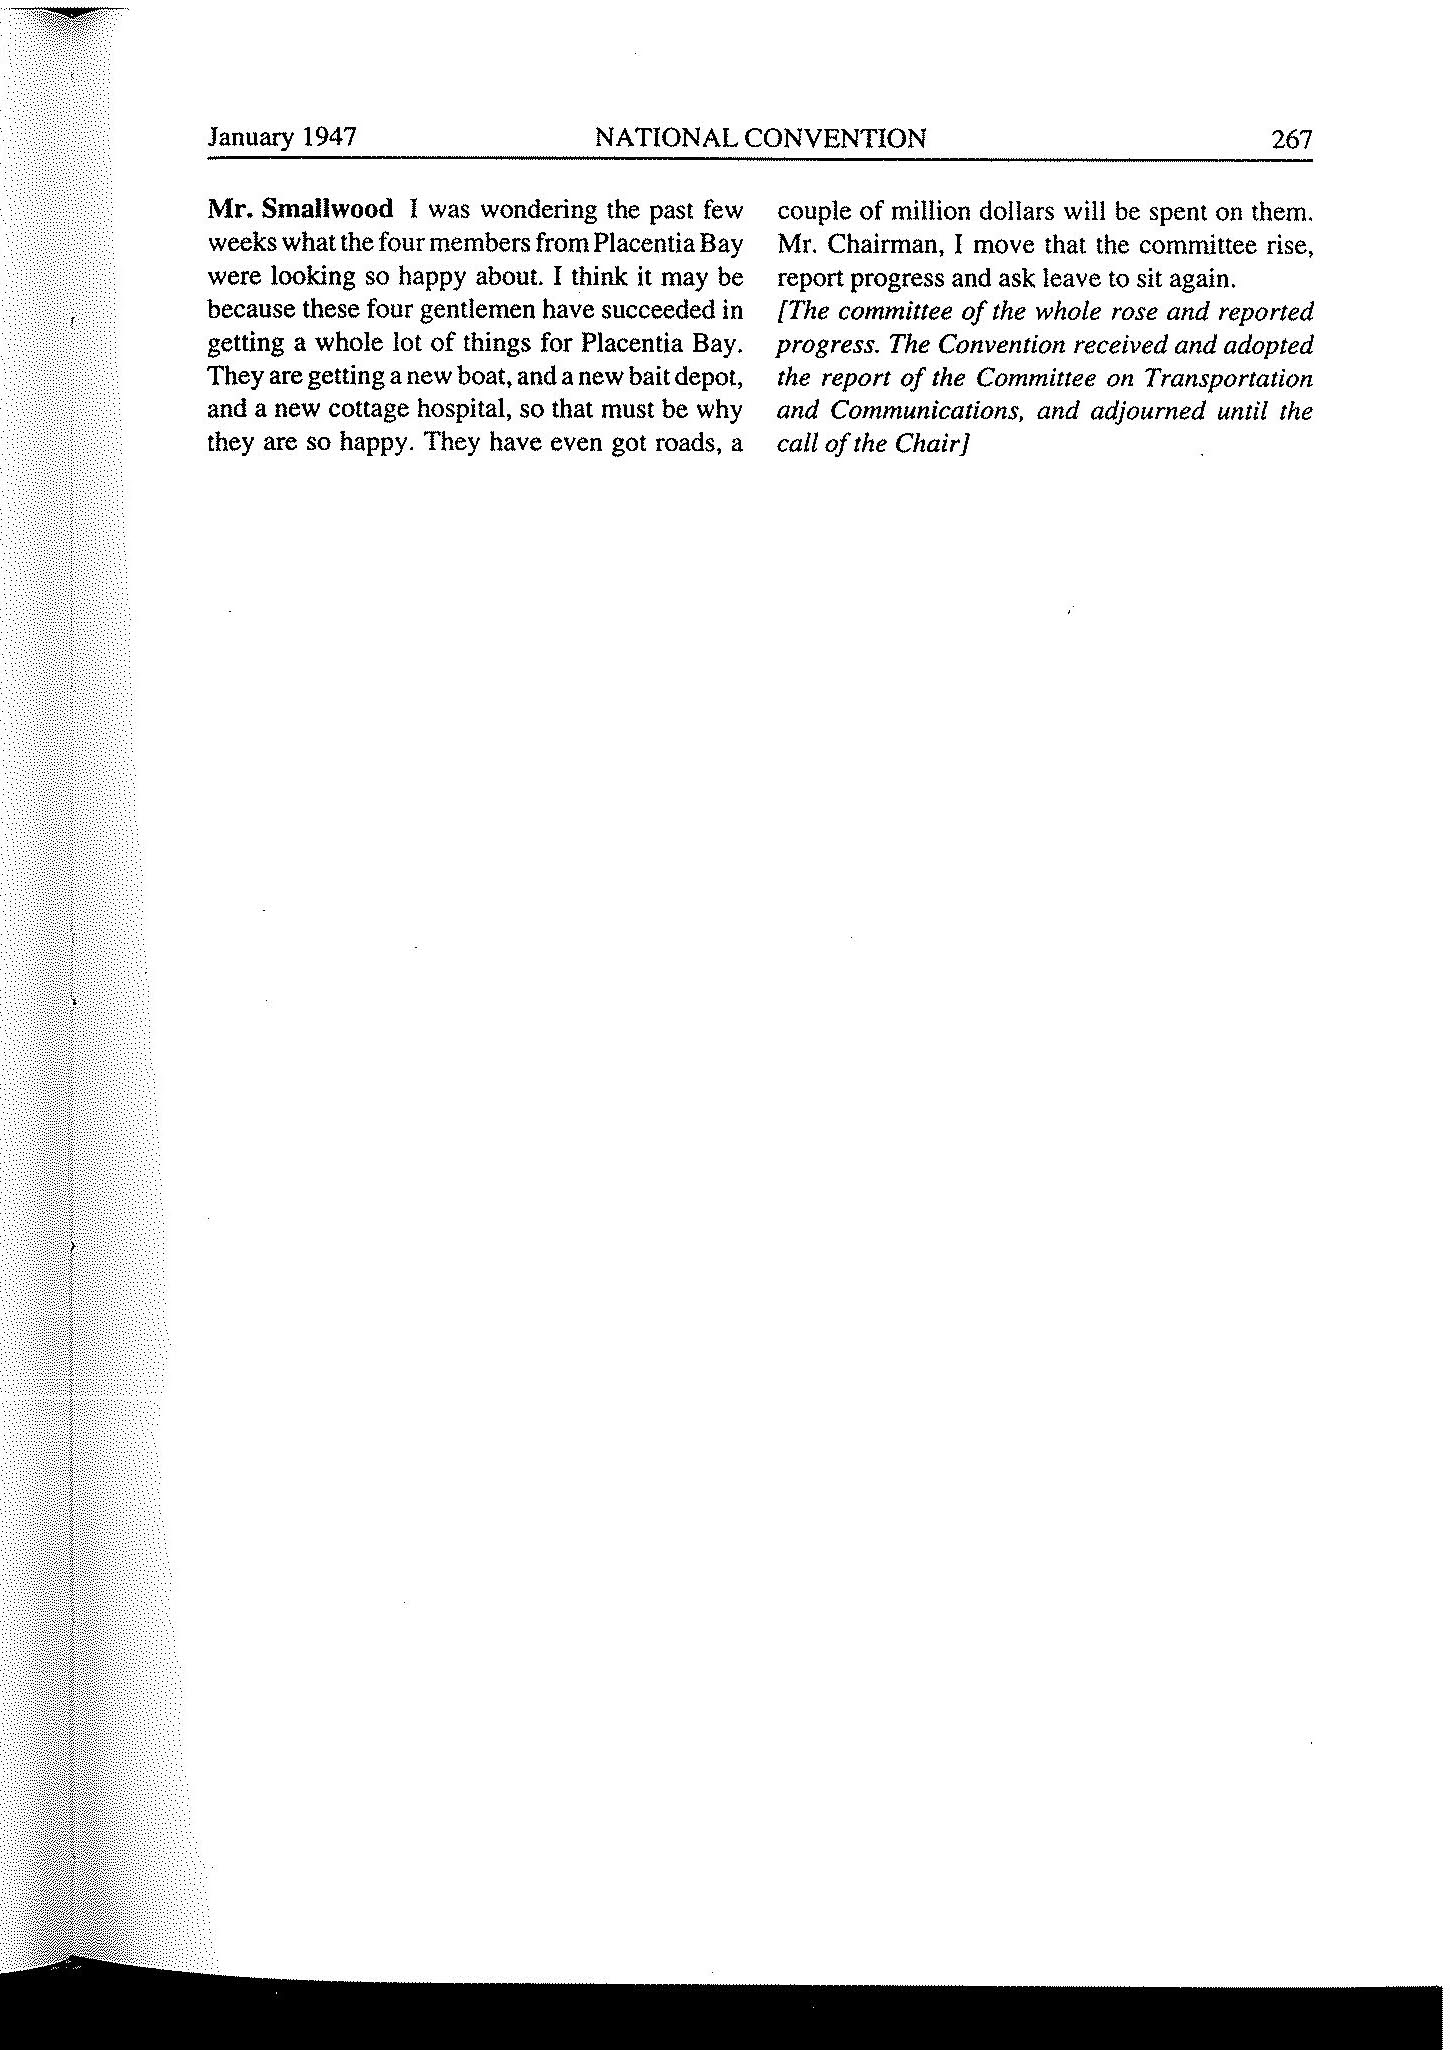 January 1947 NATIONAL CONVENTION 267
Mr. Smallwood I was wondering the past few
weeks what the four members from Placentia Bay
were looking so happy about. I think it may be
because these four gentlemen have succeeded in
getting a whole lot of things for Placentia Bay.
They are getting a new boat, and a new bait depot,
and a new cottage hospital, so that must be why
they are so happy. They have even got roads, a
couple of million dollars will be spent on them.
Mr. Chairman, I move that the committee rise,
report progress and ask leave to sit again.
[The committee of the whole rose and reported
progress. The Convention received and adopted
the report of the Committee on Transportation
and Communications, and adjourned until the
call of the Chair]